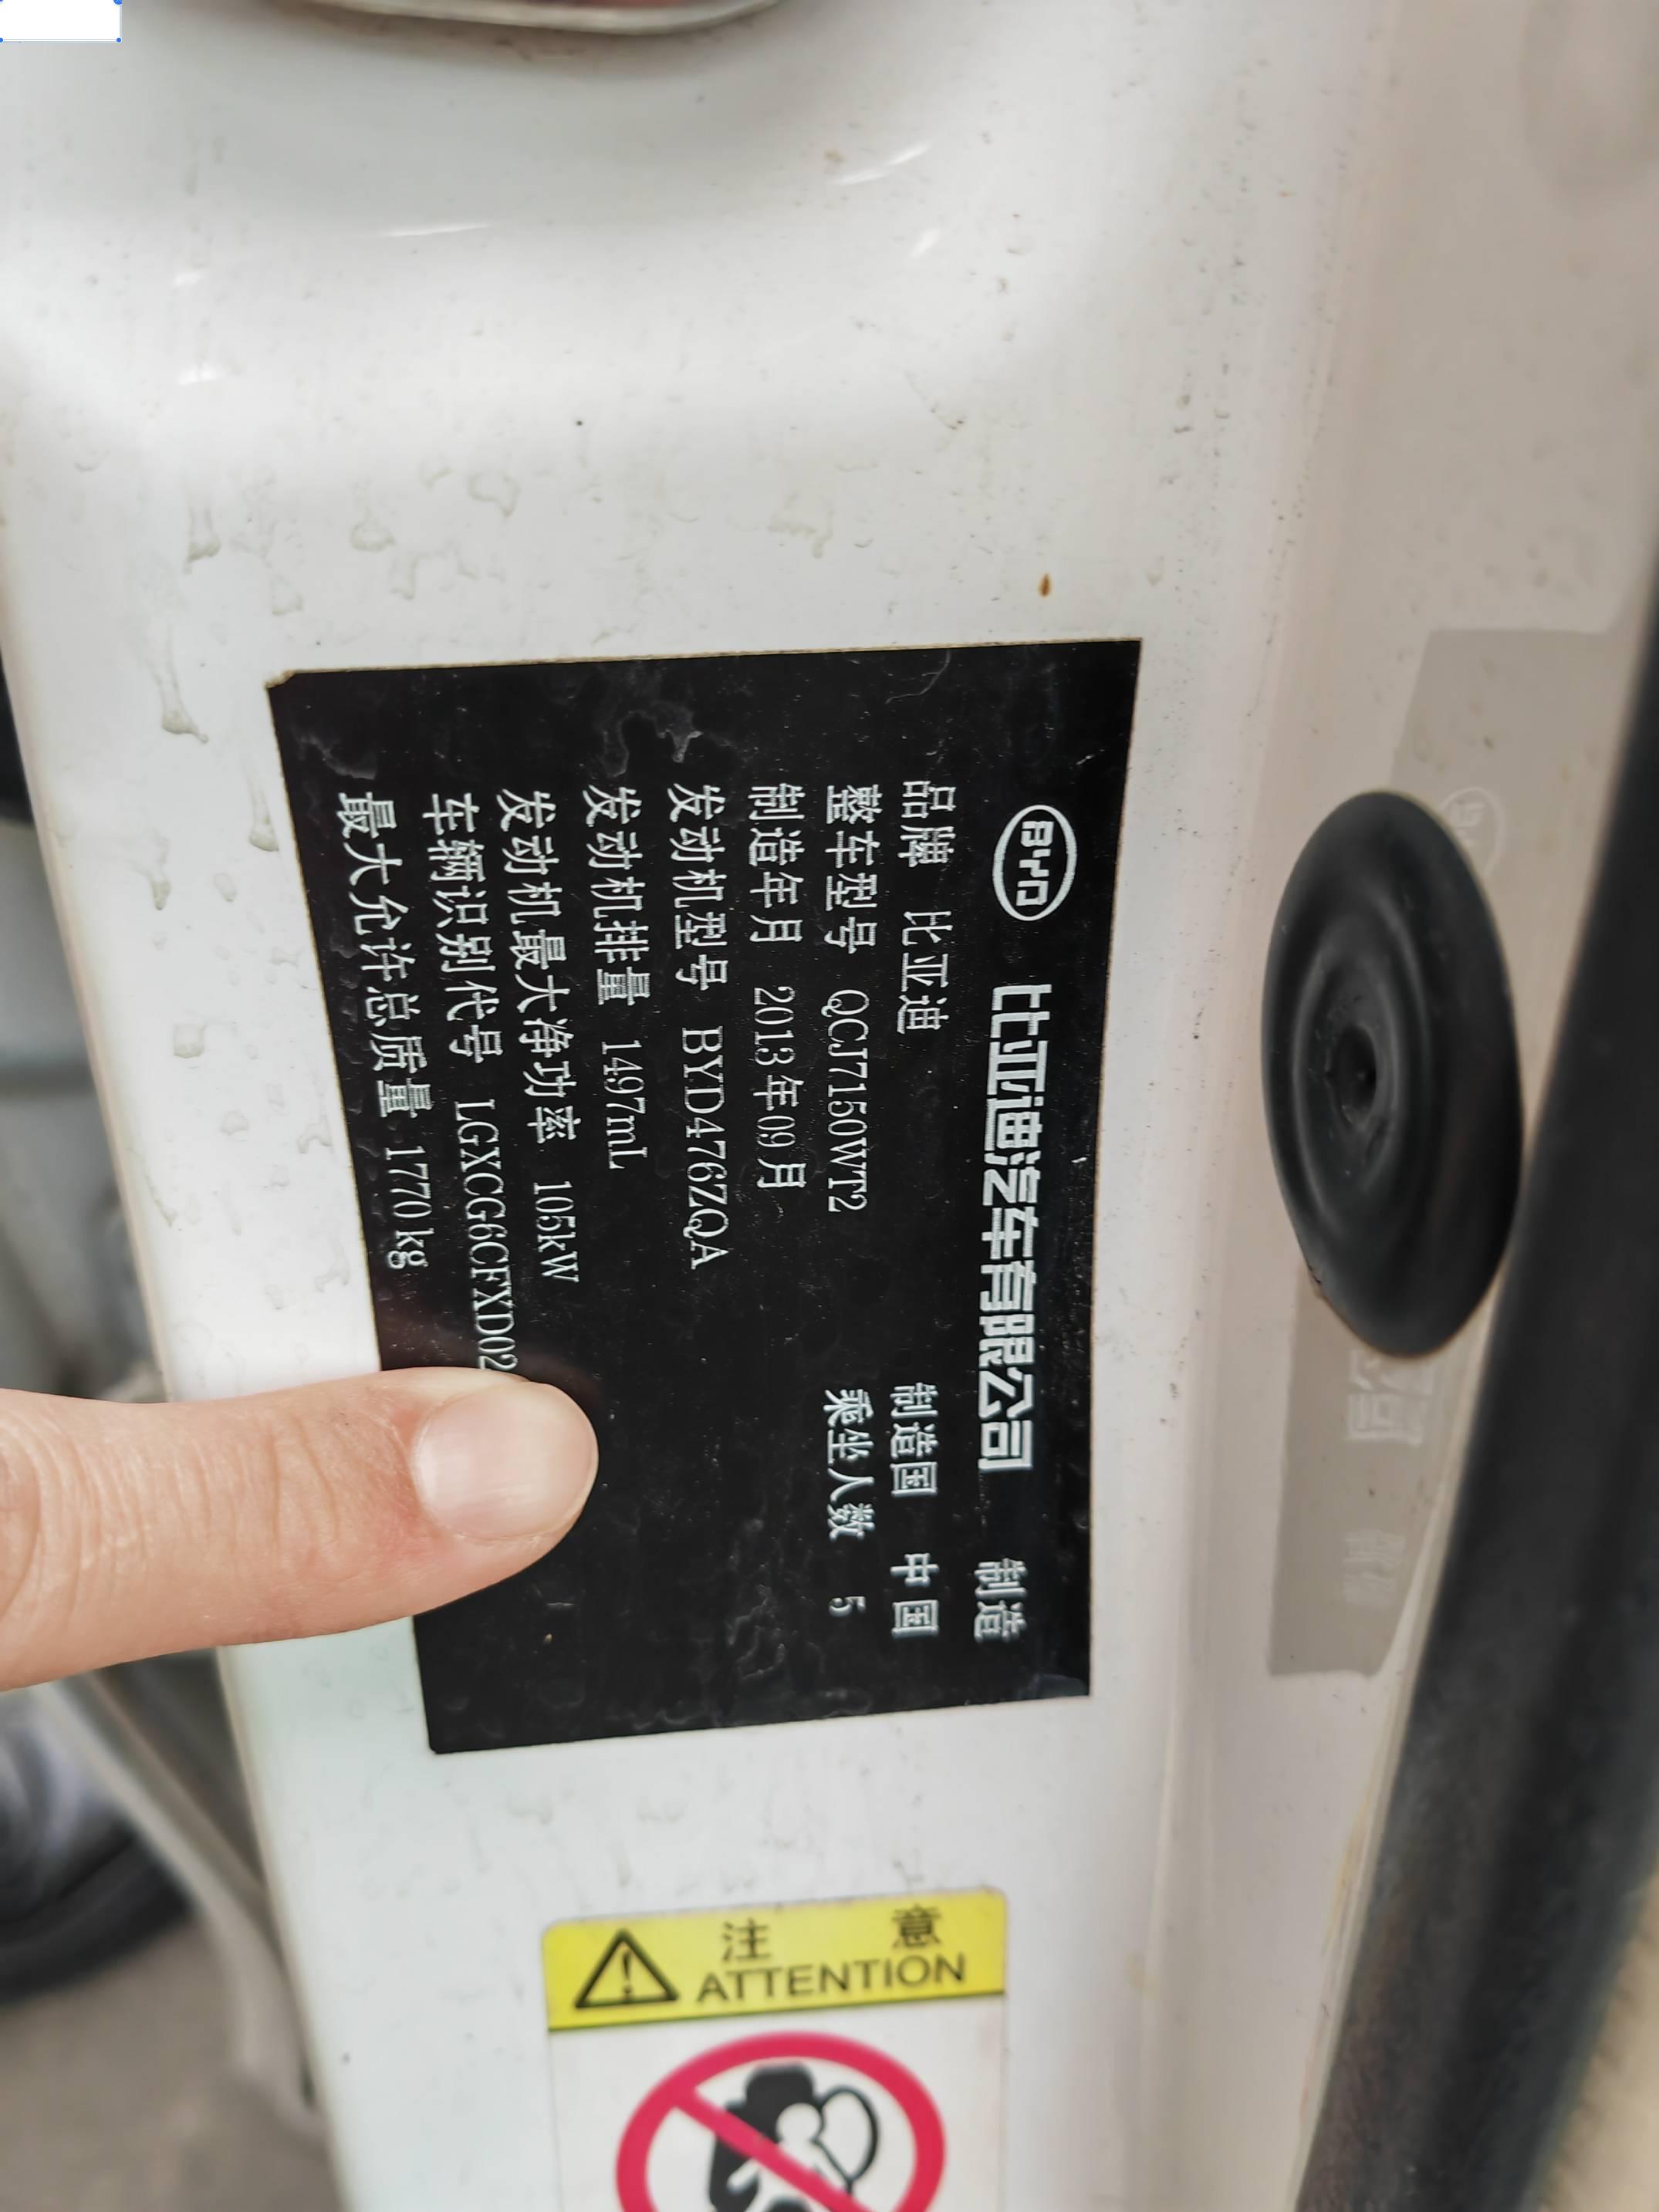 BYD 比亚迪汽车有限公司 制造
品牌 比亚迪 制造国 中国
整车型号 QCJ7150WT2 乘坐人数 5
制造年月 2013年09月
发动机型号 BYD476ZQA
发动机排量 1497mL
发动机最大净功率 105kW
车辆识别代号 LGXCG6CFXD02
最大允许总质量 1770kg
注 意
ATTENTION